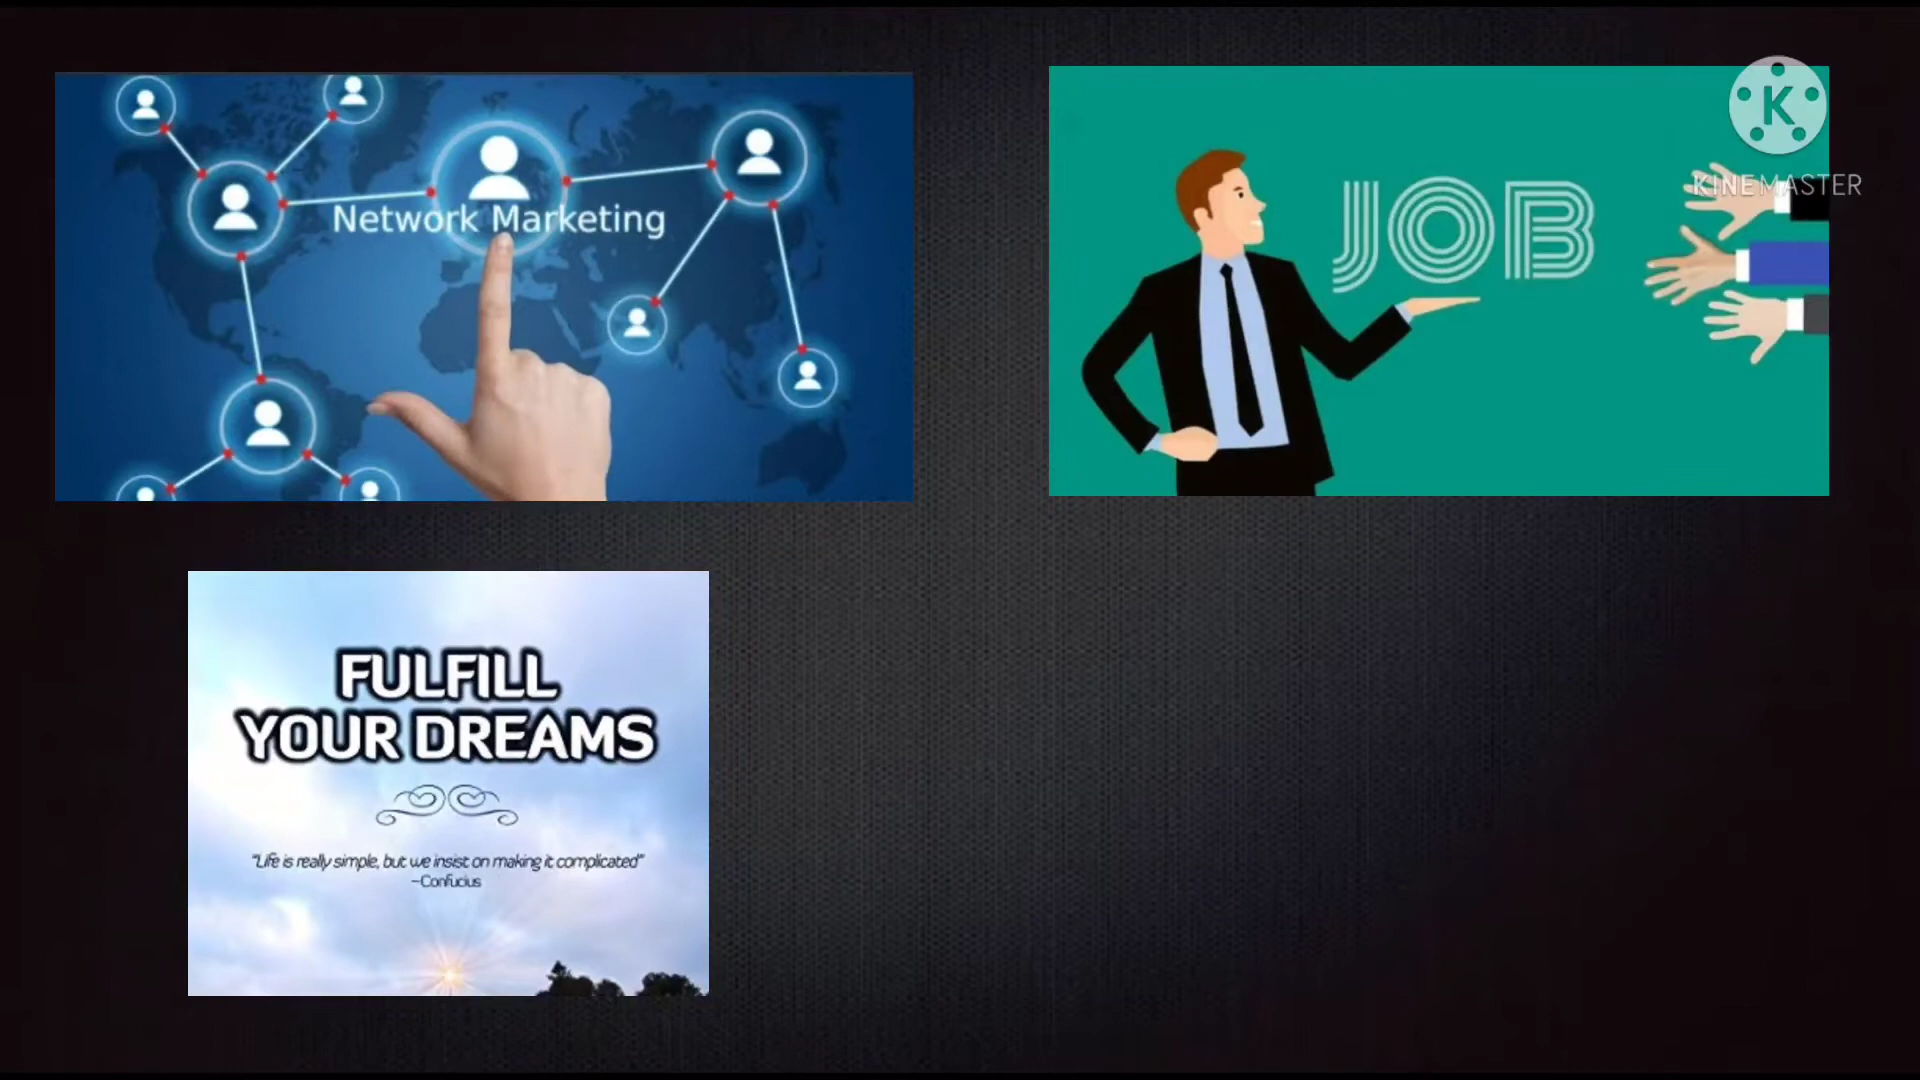 Network Marketing
JOB
K
KINEMASTER
FULFILL
YOUR DREAMS
"Life is really simple, but we insist on making it complicated"
~Confucius